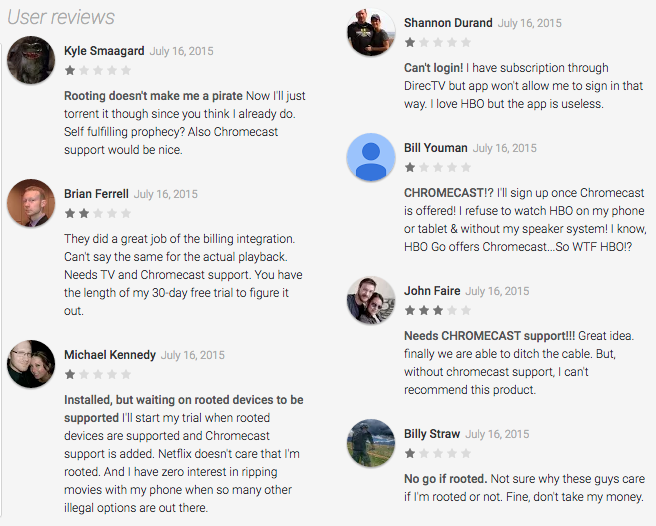 User reviews
Kyle Smaagard July 16, 2015
Rooting doesn't make me a pirate Now I'll just
torrent it though since you think I already do.
Self fulfilling prophecy? Also Chromecast
support would be nice.
Brian Ferrell July 16, 2015
They did a great job of the billing integration.
Can't say the same for the actual playback.
Needs TV and Chromecast support. You have
the length of my 30-day free trial to figure it
out.
Michael Kennedy July 16, 2015
Installed, but waiting on rooted devices to be
supported I'll start my trial when rooted
devices are supported and Chromecast
support is added. Netflix doesn't care that I'm
rooted. And I have zero interest in ripping
movies with my phone when so many other
illegal options are out there.
Shannon Durand July 16, 2015
Can't login! I have subscription through
DirecTV but app won't allow me to sign in that
way. I love HBO but the app is useless.
Bill Youman July 16, 2015
CHROMECAST!? I'll sign up once Chromecast
is offered! I refuse to watch HBO on my phone
or tablet & without my speaker system! I know,
HBO Go offers Chromecast...So WTF HBO!?
John Faire July 16, 2015
Needs CHROMECAST support!!! Great idea.
finally we are able to ditch the cable. But,
without chromecast support, I can't
recommend this product.
Billy Straw July 16, 2015
No go if rooted. Not sure why these guys care
if I'm rooted or not. Fine, don't take my money.